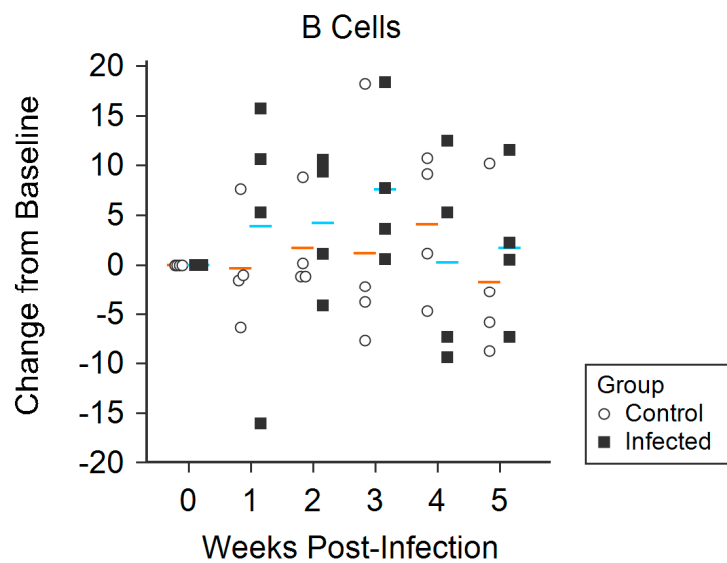 B Cells
Change from Baseline
20
15
10
5
0
-5
-10
-15
-20
0 1 2 3 4 5
Weeks Post-Infection
Group
Control
Infected